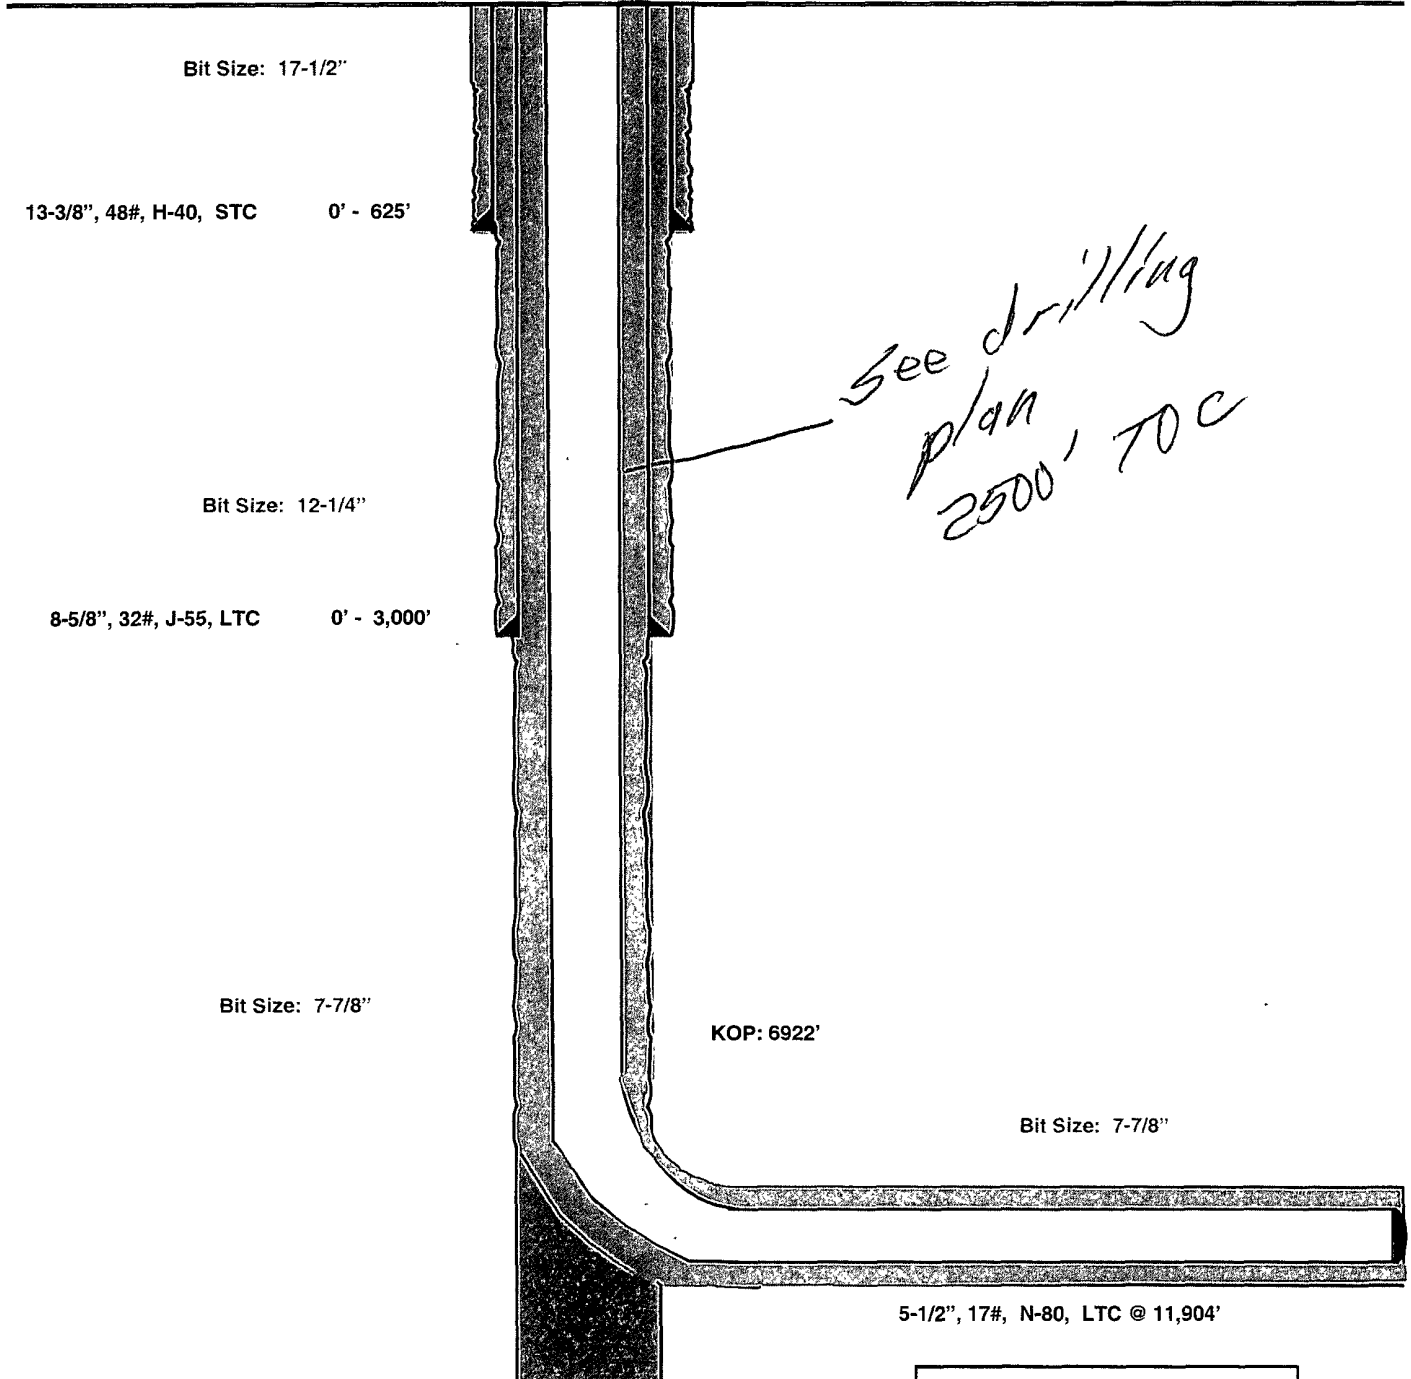 Bit Size: 17-1/2”
13-3/8”, 48#, H-40, STC 0’ - 625’
See drilling
plan
2500' TOC
Bit Size: 12-1/4”
8-5/8”, 32#, J-55, LTC 0’ - 3,000’
Bit Size: 7-7/8”
KOP: 6922’
Bit Size: 7-7/8”
5-1/2”, 17#, N-80, LTC @ 11,904’